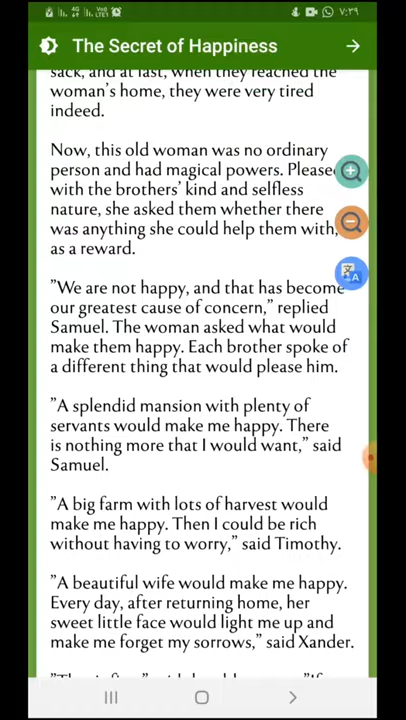 ۷:۲۹
The Secret of Happiness
sack, and at last, when they reached the
woman's home, they were very tired
indeed.
Now, this old woman was no ordinary
person and had magical powers. Pleased
with the brothers' kind and selfless
nature, she asked them whether there
was anything she could help them with,
as a reward.
"We are not happy, and that has become
our greatest cause of concern," replied
Samuel. The woman asked what would
make them happy. Each brother spoke of
a different thing that would please him.
"A splendid mansion with plenty of
servants would make me happy. There
is nothing more that I would want," said
Samuel.
"A big farm with lots of harvest would
make me happy. Then I could be rich
without having to worry," said Timothy.
"A beautiful wife would make me happy.
Every day, after returning home, her
sweet little face would light me up and
make me forget my sorrows," said Xander.